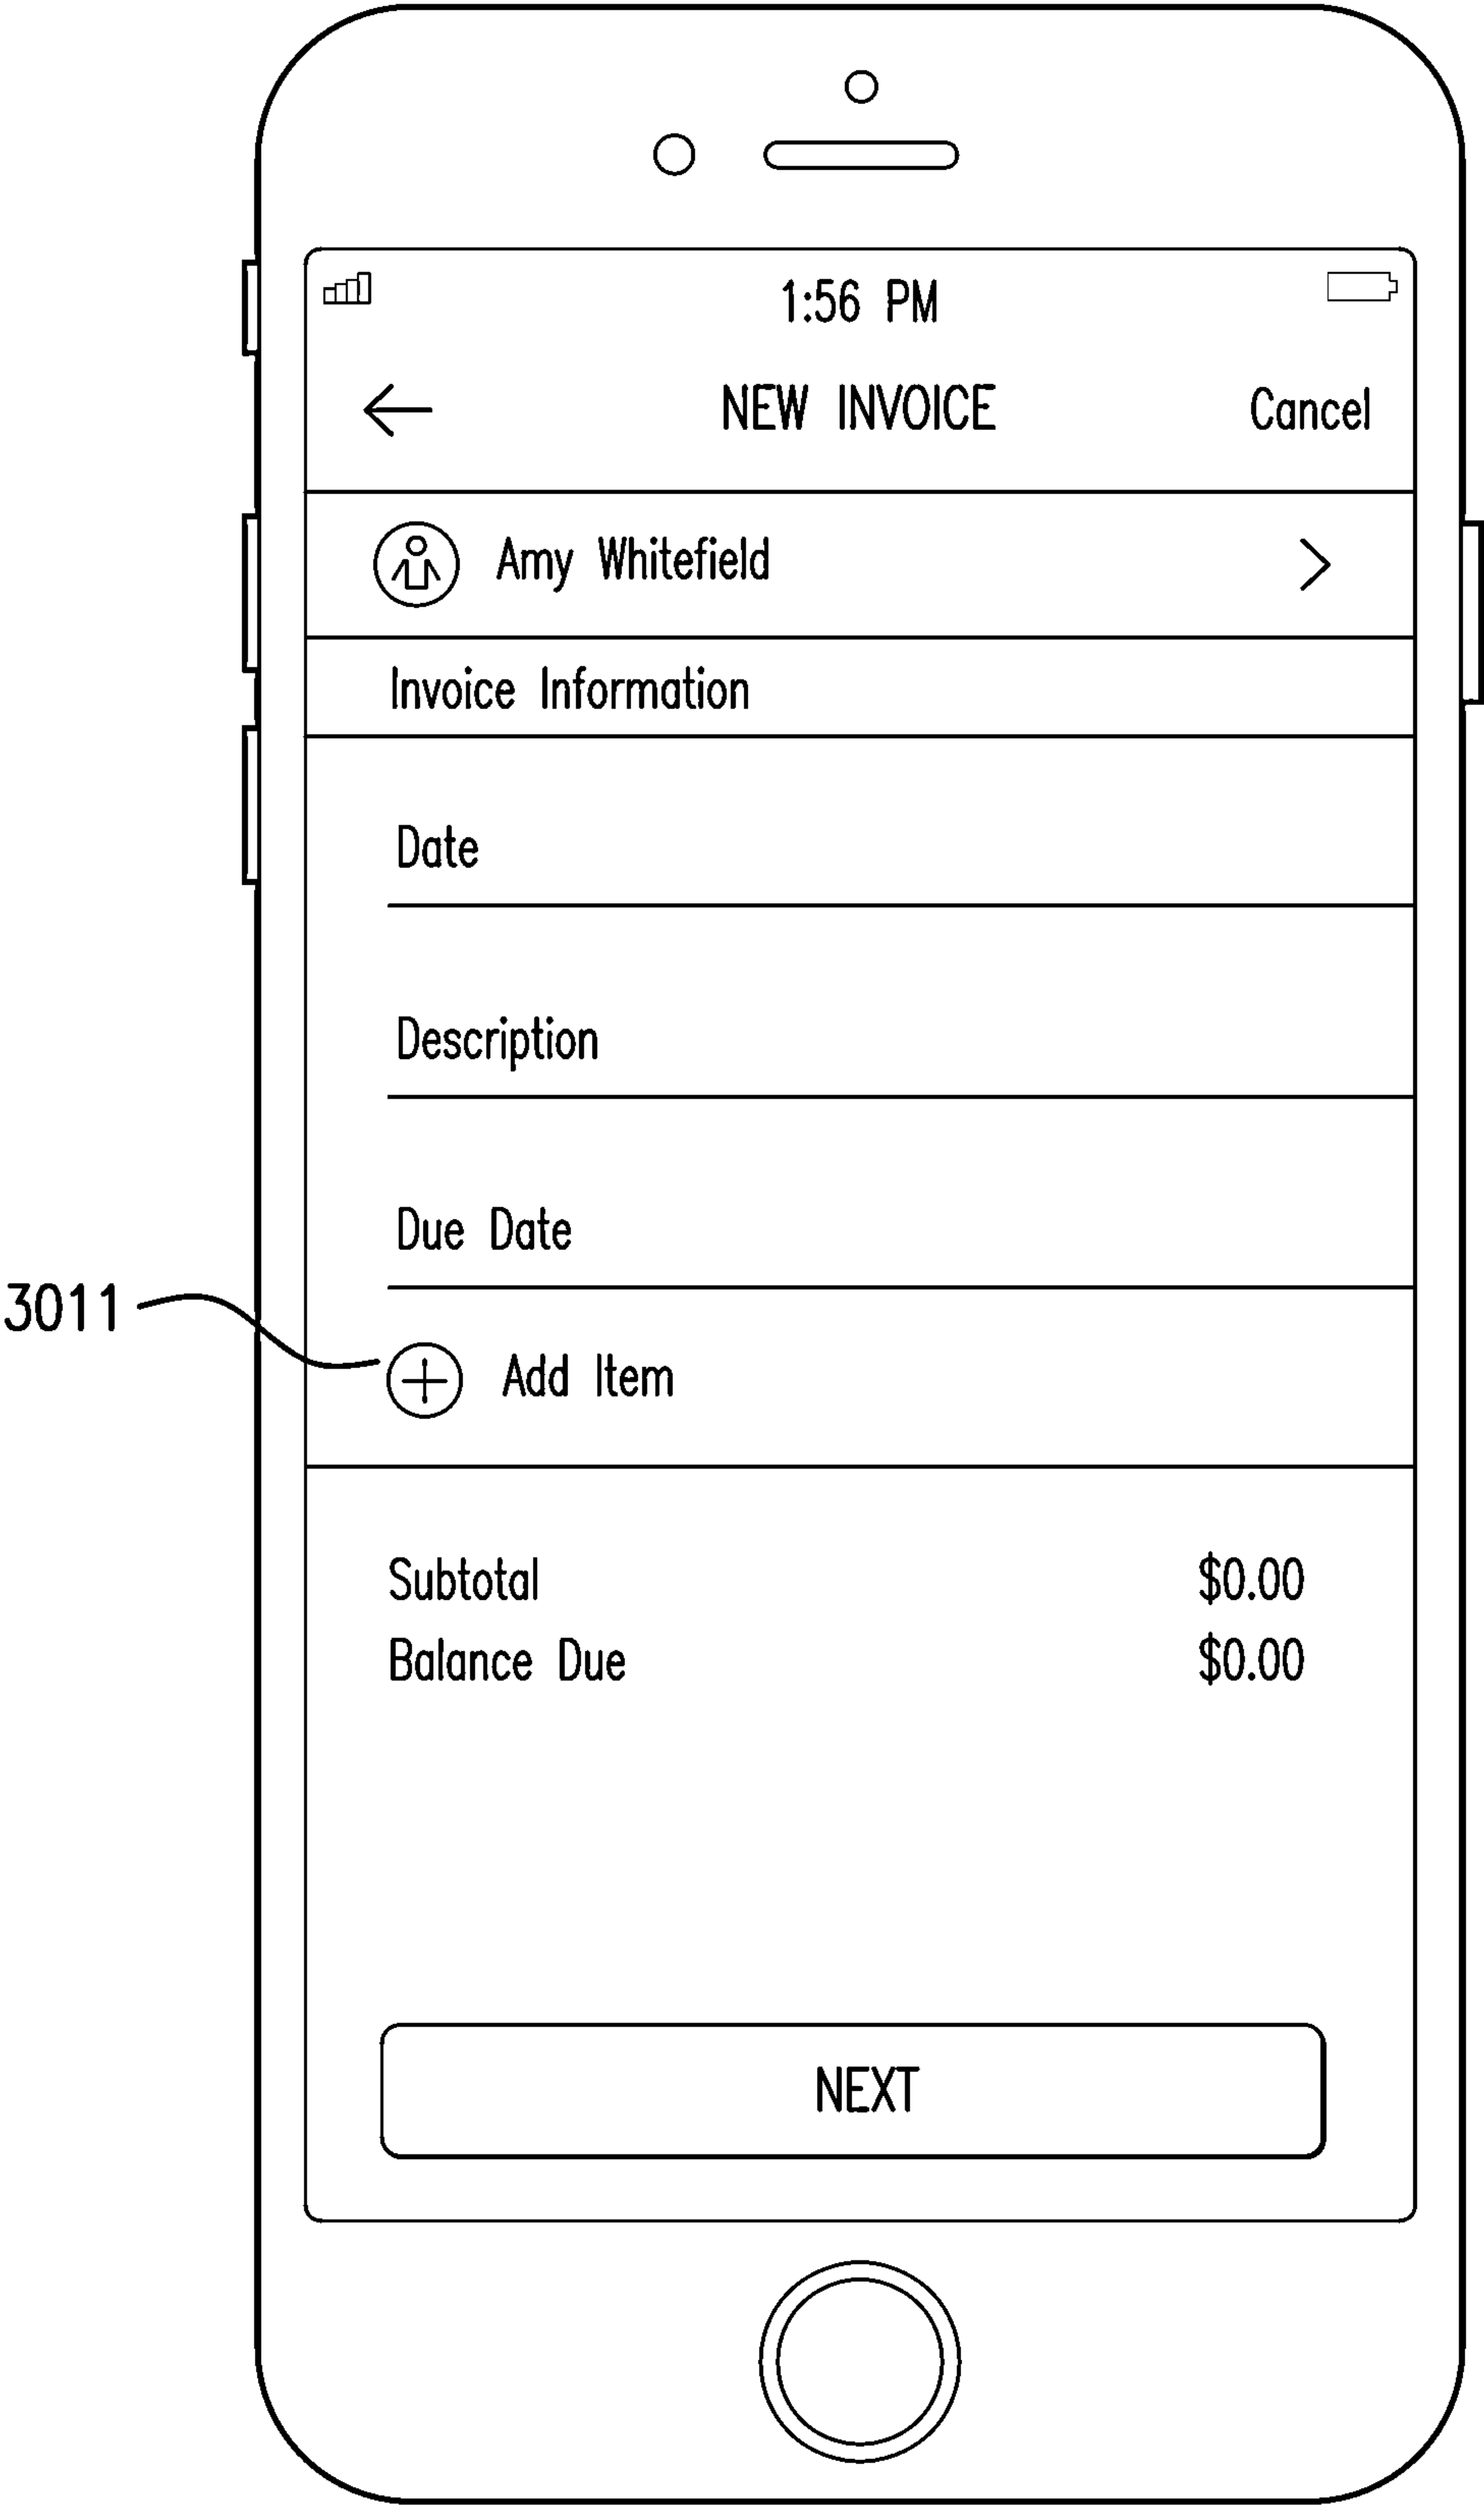 1:56 PM
NEW INVOICE Cancel
Amy Whitefield
Invoice Information
Date
Description
Due Date
3011
Add Item
Subtotal $0.00
Balance Due $0.00
NEXT